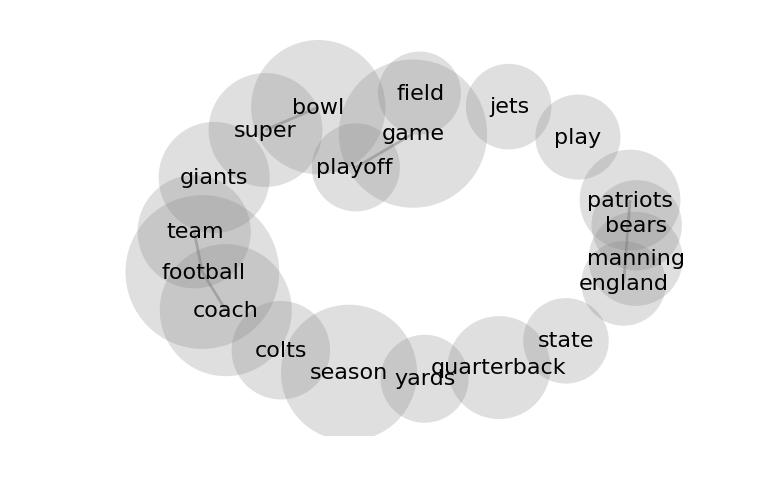 field
bowl
jets
super
game
play
playoff
giants
patriots
bears
team
manning
football
england
coach
state
colts
quarterback
season
yards